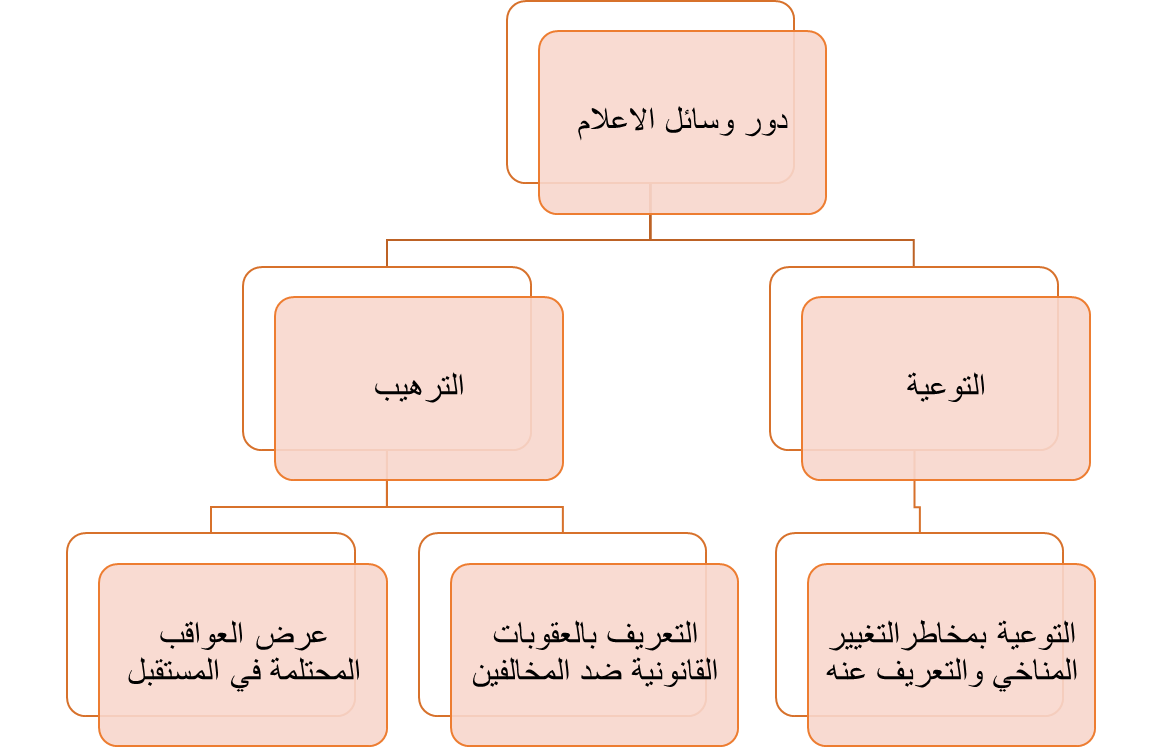 دور وسائل الاعلام
التوعية
الترهيب
التوعية بمخاطرالتغيير
المناخي والتعريف عنه
التعريف بالعقوبات
القانونية ضد المخالفين
عرض العواقب
المحتلمة في المستقبل